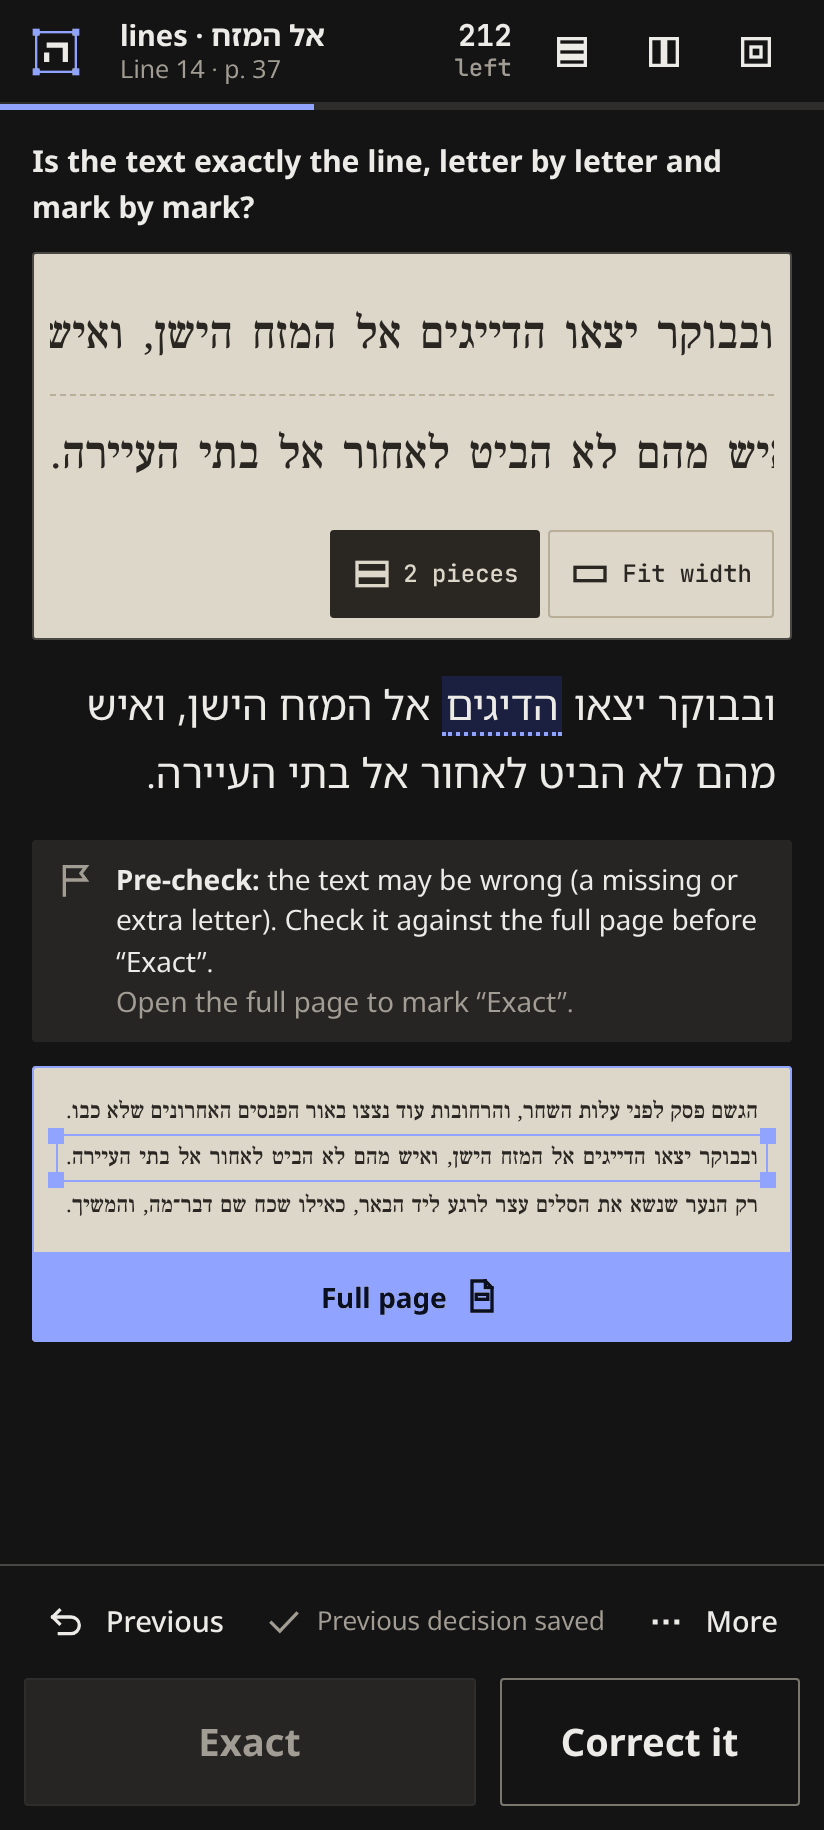 ה
lines · אל המזח
Line 14 · p. 37
212
left
Is the text exactly the line, letter by letter and
mark by mark?
ובבוקר יצאו הדייגים אל המזח הישן, ואיש
איש מהם לא הביט לאחור אל בתי העיירה.
2 pieces
Fit width
ובבוקר יצאו הדיגים אל המזח הישן, ואיש
מהם לא הביט לאחור אל בתי העיירה.
Pre-check: the text may be wrong (a missing or
extra letter). Check it against the full page before
“Exact”.
Open the full page to mark “Exact”.
הגשם פסק לפני עלות השחר, והרחובות עוד נצצו באור הפנסים האחרונים שלא כבו.
ובבוקר יצאו הדייגים אל המזח הישן, ואיש מהם לא הביט לאחור אל בתי העיירה.
רק הנער שנשא את הסלים עצר לרגע ליד הבאר, כאילו שכח שם דבר־מה, והמשיך.
Full page
Previous
Previous decision saved
··· More
Exact
Correct it